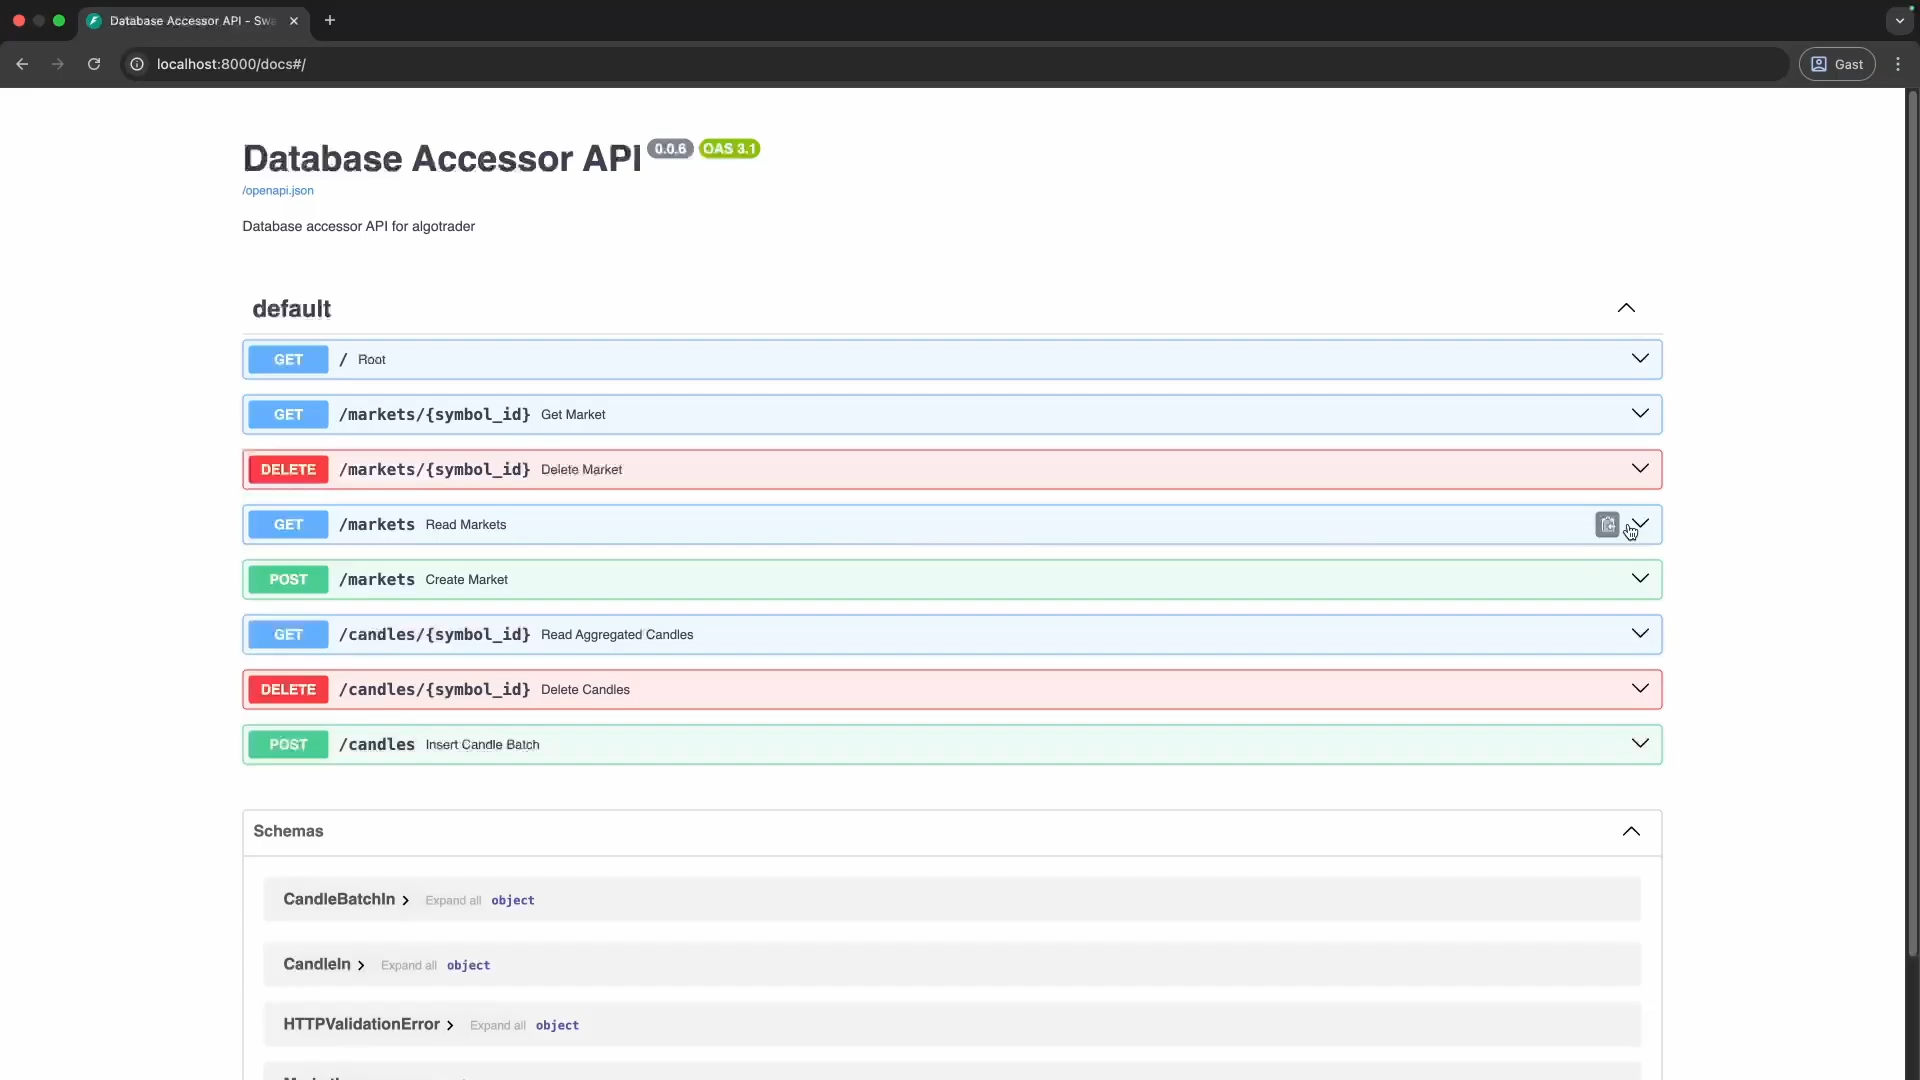 Database Accessor API - Swa
localhost:8000/docs#/
Gast
Database Accessor API 0.0.6 OAS 3.1
/openapi.json
Database accessor API for algotrader
default
GET / Root
GET /markets/{symbol_id} Get Market
DELETE /markets/{symbol_id} Delete Market
GET /markets Read Markets
POST /markets Create Market
GET /candles/{symbol_id} Read Aggregated Candles
DELETE /candles/{symbol_id} Delete Candles
POST /candles Insert Candle Batch
Schemas
CandleBatchIn Expand all object
CandleIn Expand all object
HTTPValidationError Expand all object